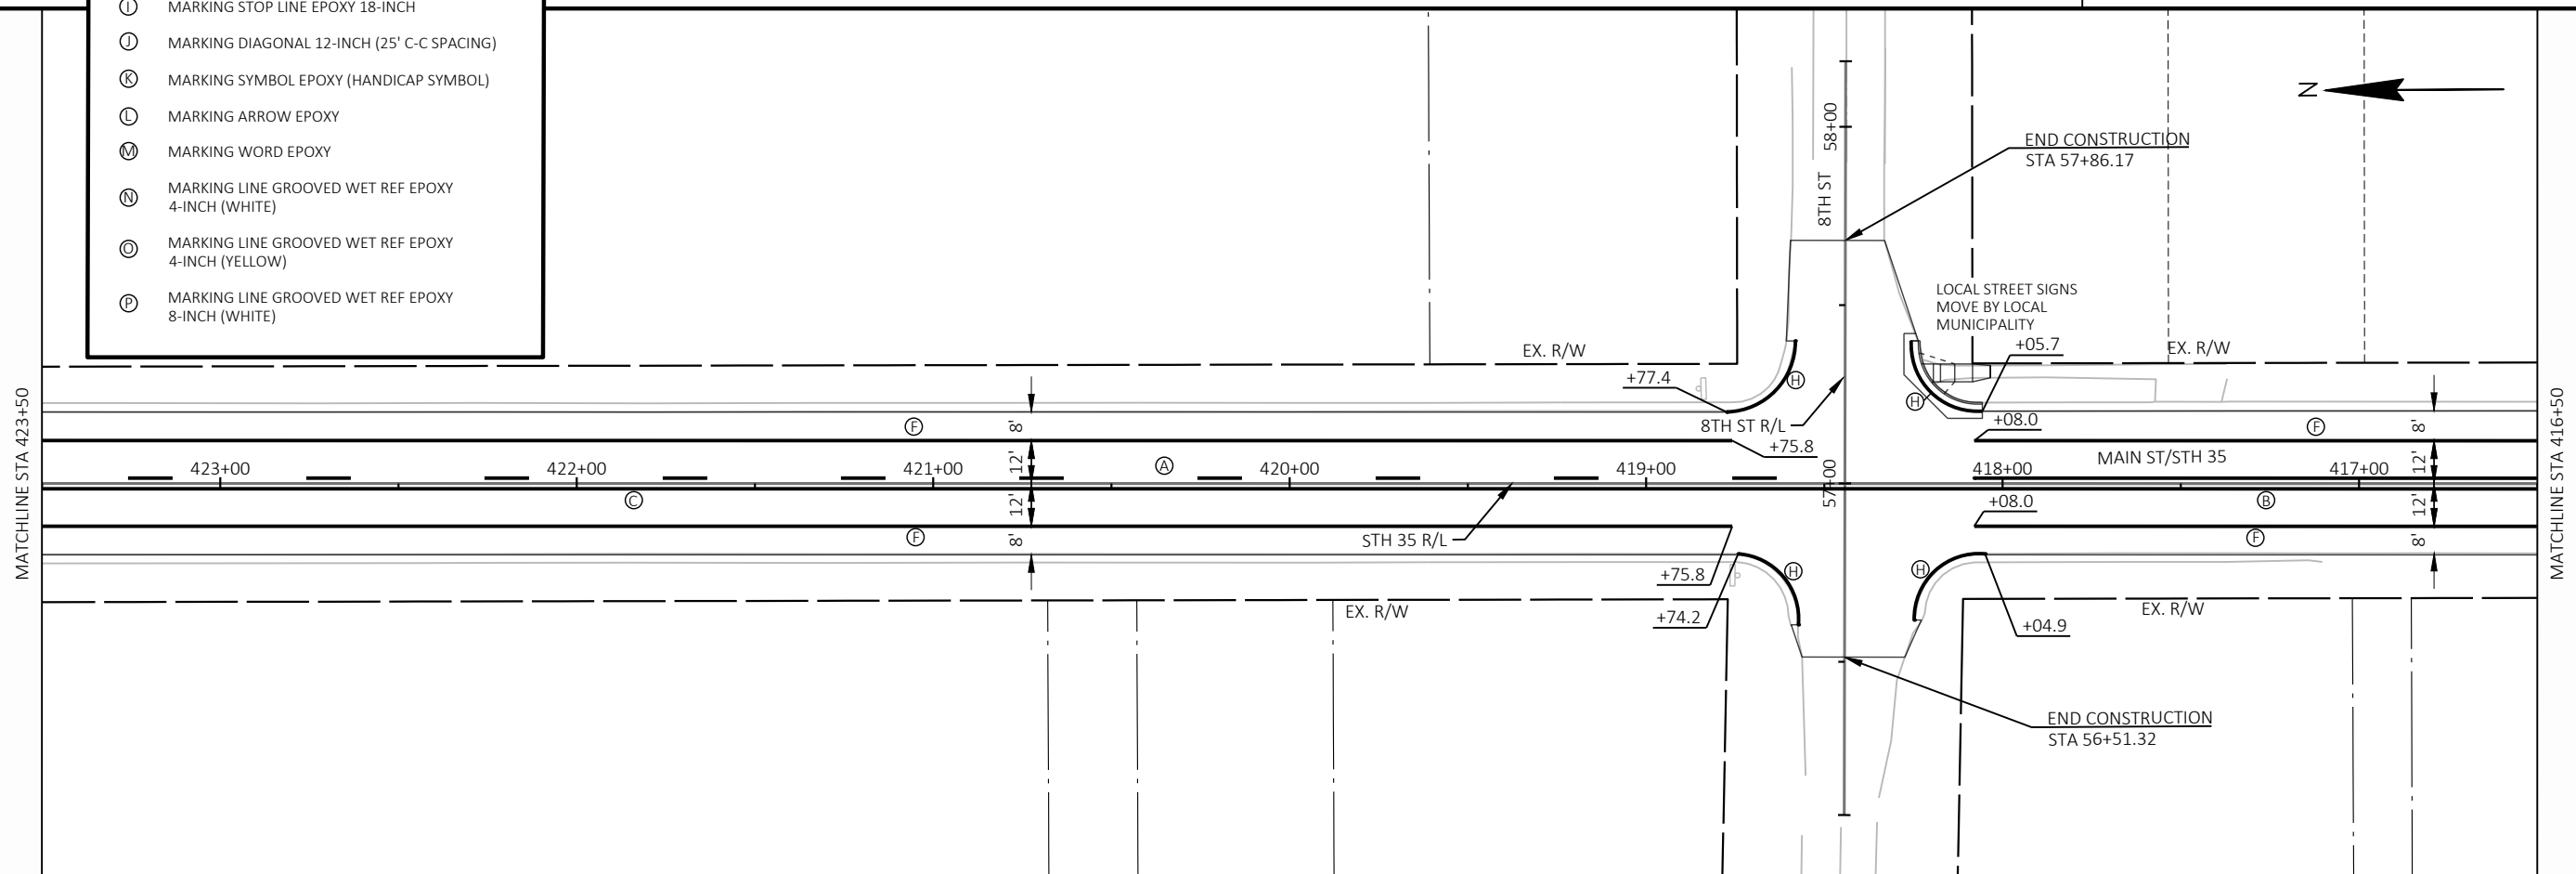 I MARKING STOP LINE EPOXY 18-INCH
J MARKING DIAGONAL 12-INCH (25' C-C SPACING)
K MARKING SYMBOL EPOXY (HANDICAP SYMBOL)
L MARKING ARROW EPOXY
M MARKING WORD EPOXY
N MARKING LINE GROOVED WET REF EPOXY
4-INCH (WHITE)
O MARKING LINE GROOVED WET REF EPOXY
4-INCH (YELLOW)
P MARKING LINE GROOVED WET REF EPOXY
8-INCH (WHITE)
N
58+00
8TH ST
END CONSTRUCTION
STA 57+86.17
LOCAL STREET SIGNS
MOVE BY LOCAL
MUNICIPALITY
+05.7
EX. R/W
EX. R/W
+77.4
H
H
8TH ST R/L
+75.8
+08.0
F
F
8'
8'
MATCHLINE STA 423+50
MATCHLINE STA 416+50
423+00
422+00
421+00
12'
A
420+00
419+00
57+00
418+00
MAIN ST/STH 35
417+00
12'
C
12'
+08.0
B
12'
F
8'
STH 35 R/L
F
8'
+75.8
H
H
+74.2
EX. R/W
+04.9
EX. R/W
END CONSTRUCTION
STA 56+51.32